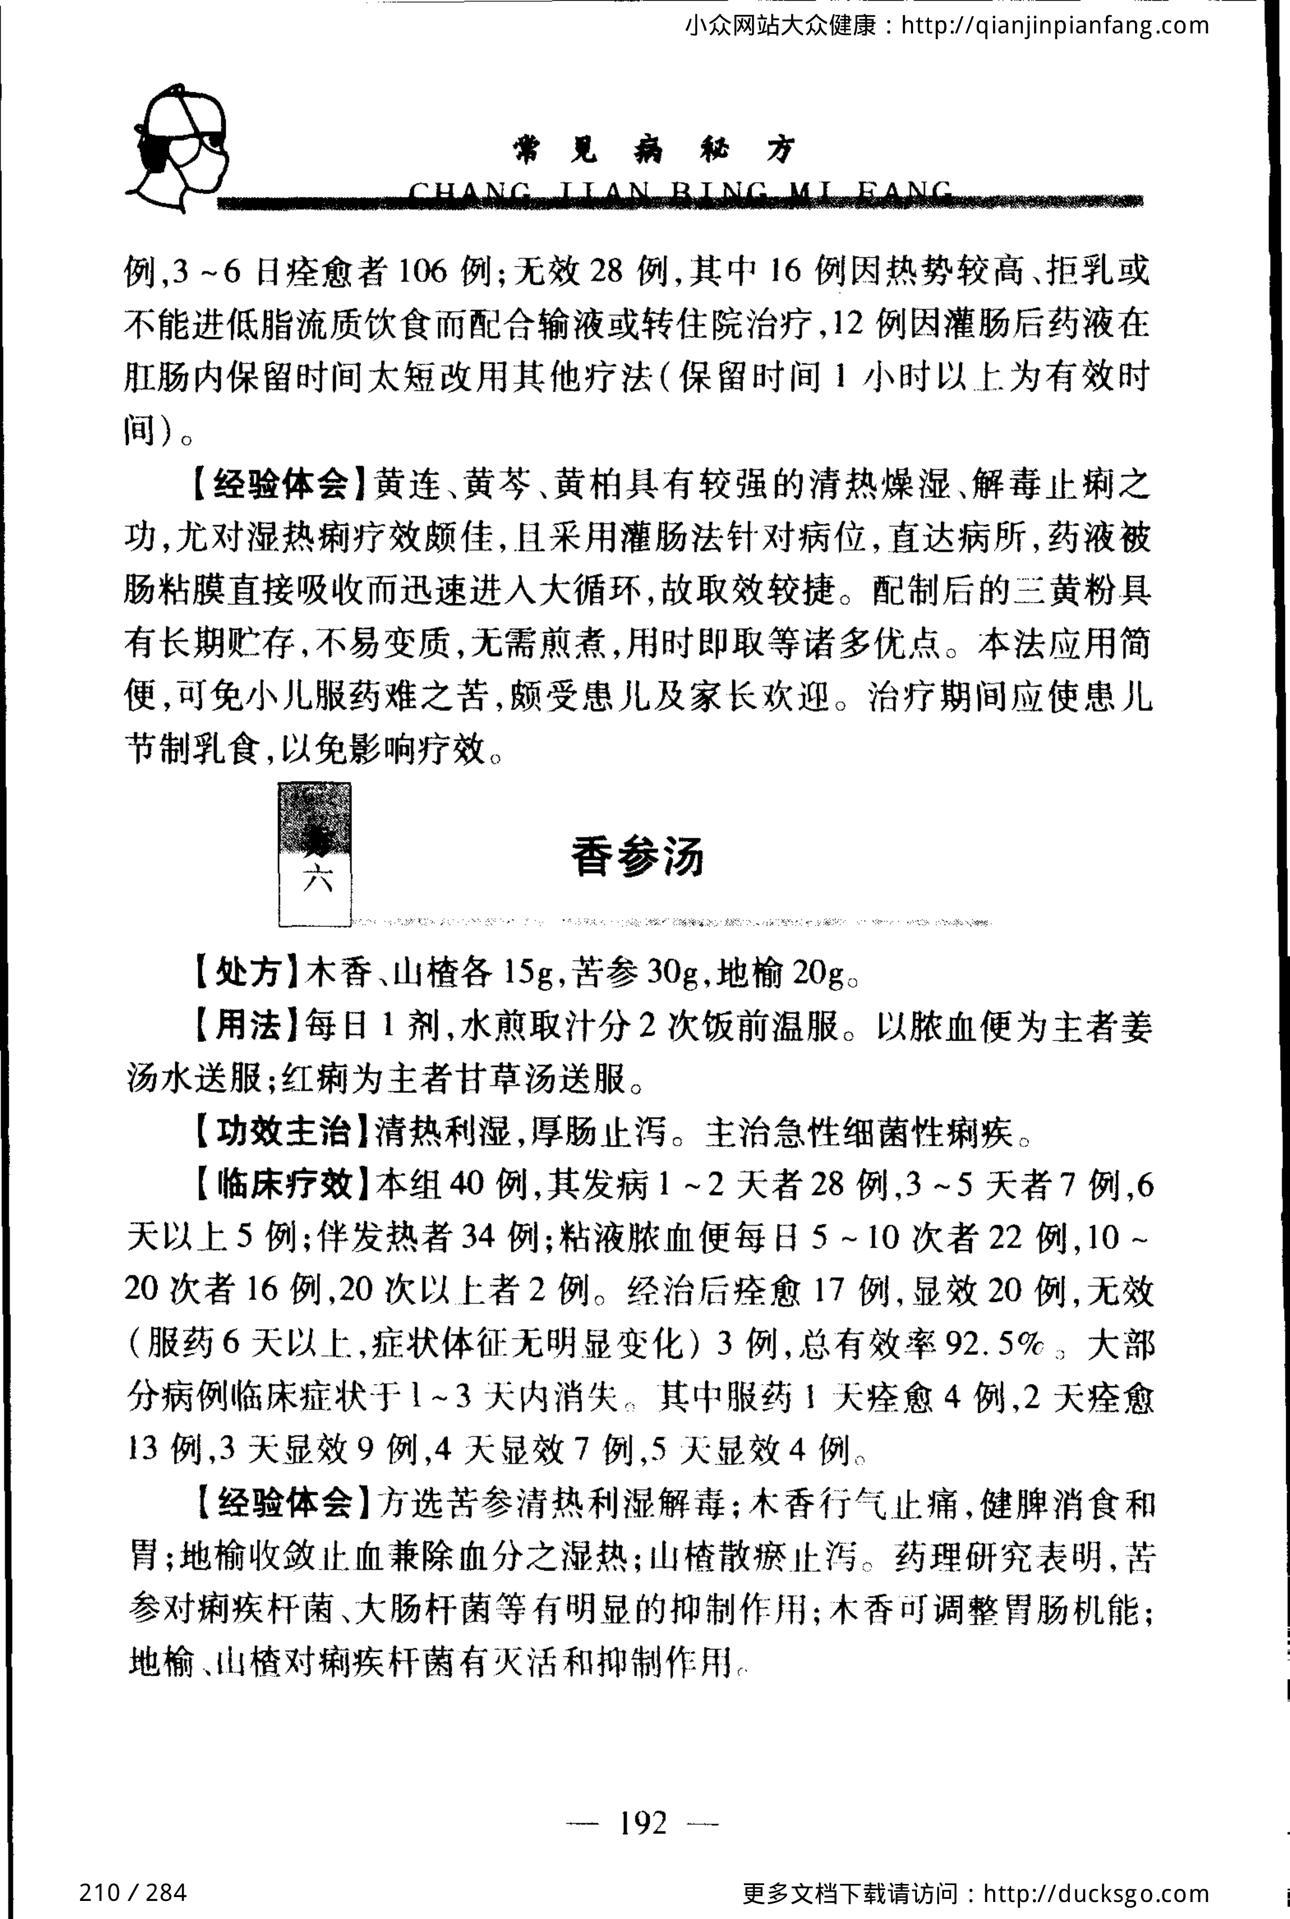 小众网站大众健康：http://qianjinpianfang.com
常见病秘方
CHANG JIAN BING MI FANG
例,3~6日痊愈者106例;无效28例,其中16例因热势较高、拒乳或
不能进低脂流质饮食而配合输液或转住院治疗,12例因灌肠后药液在
肛肠内保留时间太短改用其他疗法(保留时间1小时以上为有效时
间)。
【经验体会】黄连、黄芩、黄柏具有较强的清热燥湿、解毒止痢之
功,尤对湿热痢疗效颇佳,且采用灌肠法针对病位,直达病所,药液被
肠粘膜直接吸收而迅速进入大循环,故取效较捷。配制后的三黄粉具
有长期贮存,不易变质,无需煎煮,用时即取等诸多优点。本法应用简
便,可免小儿服药难之苦,颇受患儿及家长欢迎。治疗期间应使患儿
节制乳食,以免影响疗效。
方六
香参汤
【处方】木香、山楂各15g,苦参30g,地榆20g。
【用法】每日1剂,水煎取汁分2次饭前温服。以脓血便为主者姜
汤水送服;红痢为主者甘草汤送服。
【功效主治】清热利湿,厚肠止泻。主治急性细菌性痢疾。
【临床疗效】本组40例,其发病1~2天者28例,3~5天者7例,6
天以上5例;伴发热者34例;粘液脓血便每日5~10次者22例,10~
20次者16例,20次以上者2例。经治后痊愈17例,显效20例,无效
(服药6天以上,症状体征无明显变化)3例,总有效率92.5%。大部
分病例临床症状于1~3天内消失。其中服药1天痊愈4例,2天痊愈
13例,3天显效9例,4天显效7例,5天显效4例。
【经验体会】方选苦参清热利湿解毒;木香行气止痛,健脾消食和
胃;地榆收敛止血兼除血分之湿热;山楂散瘀止泻。药理研究表明,苦
参对痢疾杆菌、大肠杆菌等有明显的抑制作用;木香可调整胃肠机能;
地榆、山楂对痢疾杆菌有灭活和抑制作用。
— 192 —
210 / 284
更多文档下载请访问：http://ducksgo.com